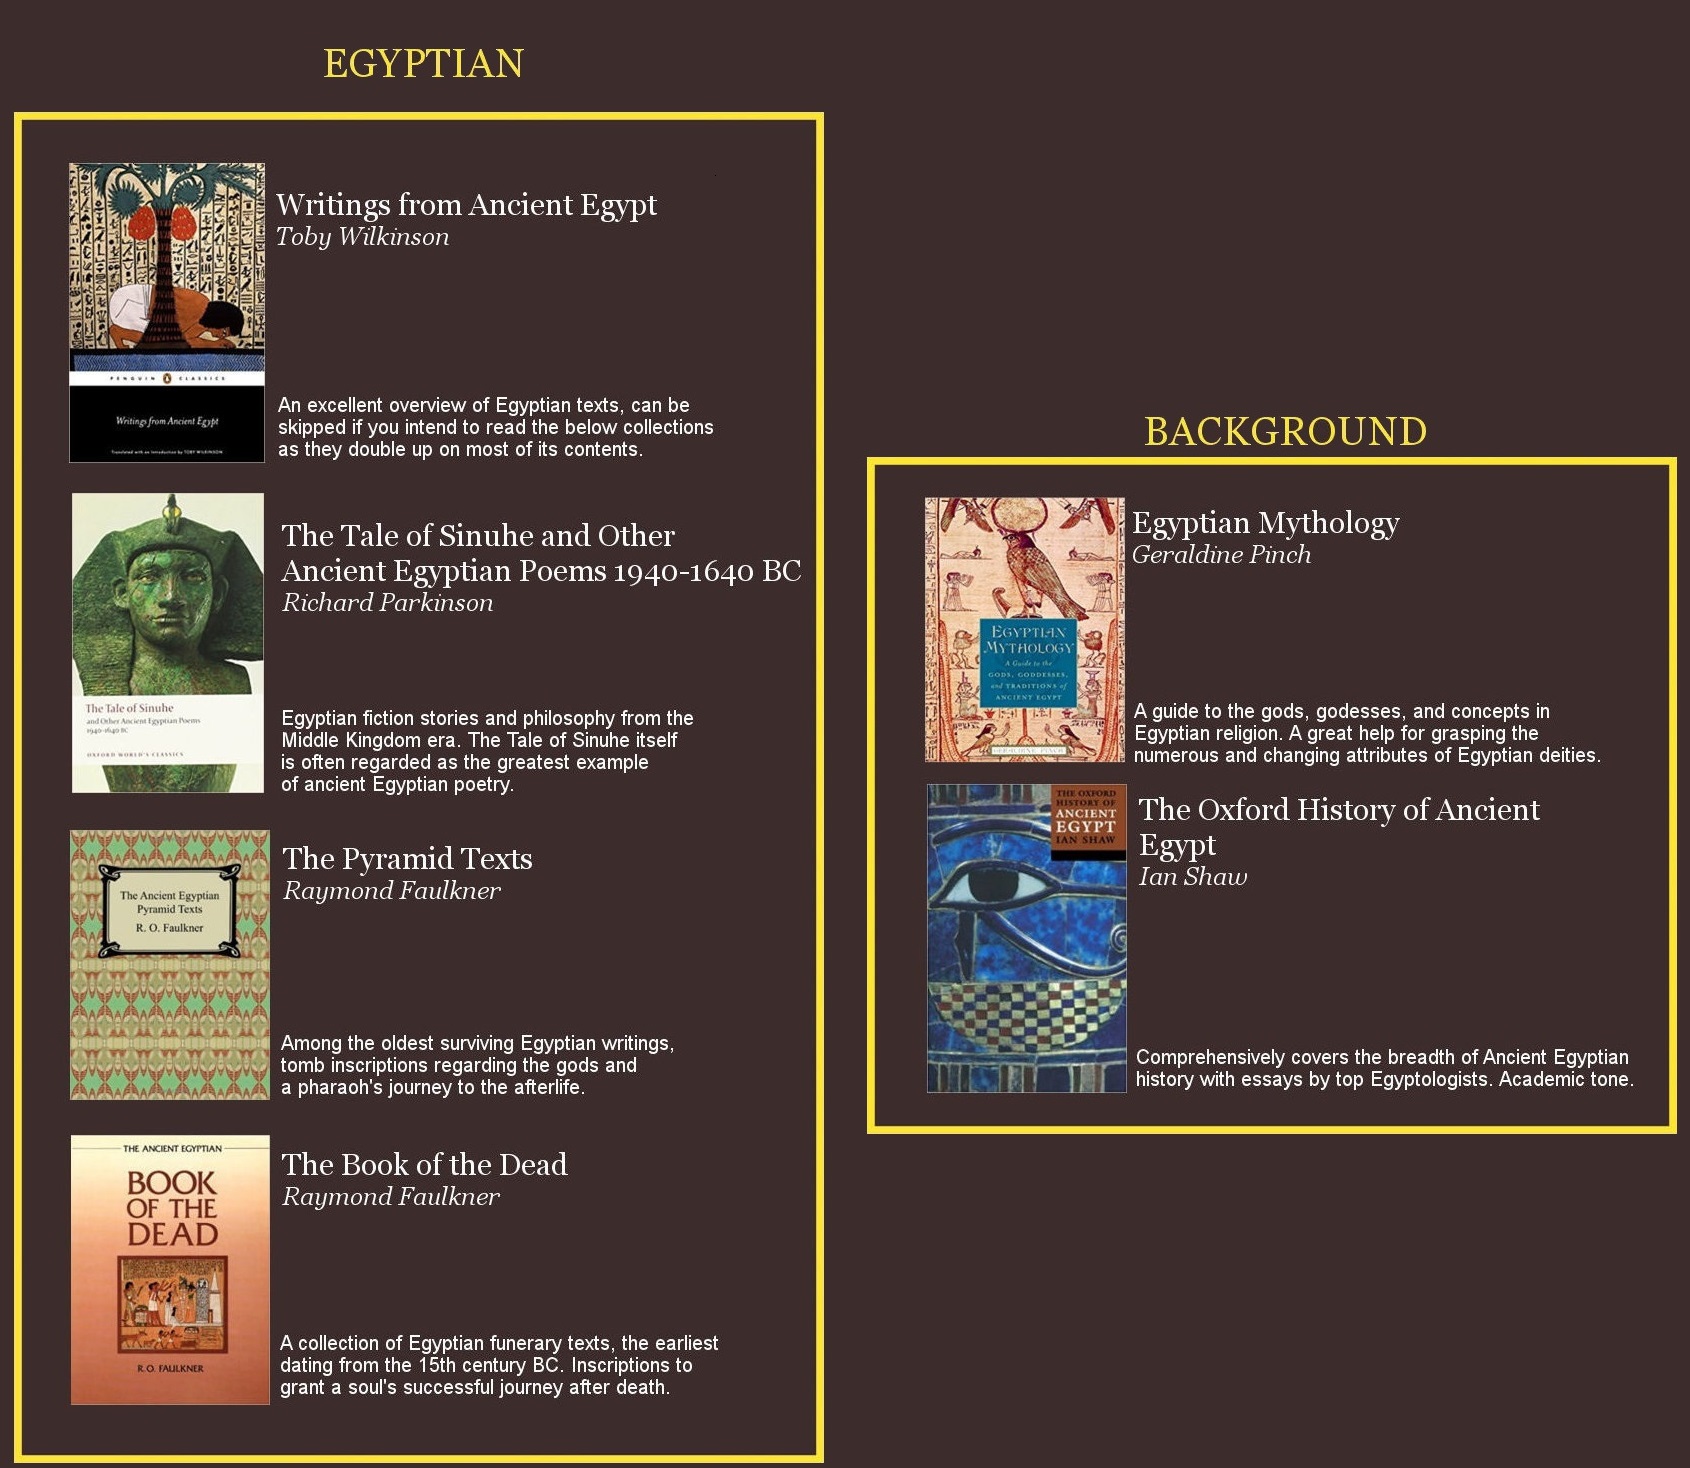 EGYPTIAN
Writings from Ancient Egypt
Toby Wilkinson
PENGUIN CLASSICS
Writings from Ancient Egypt
Translated with an Introduction by TOBY WILKINSON
An excellent overview of Egyptian texts, can be
skipped if you intend to read the below collections
as they double up on most of its contents.
The Tale of Sinuhe and Other
Ancient Egyptian Poems 1940-1640 BC
Richard Parkinson
The Tale of Sinuhe
and Other Ancient Egyptian Poems
1940-1640 BC
OXFORD WORLD'S CLASSICS
Egyptian fiction stories and philosophy from the
Middle Kingdom era. The Tale of Sinuhe itself
is often regarded as the greatest example
of ancient Egyptian poetry.
The Pyramid Texts
Raymond Faulkner
The Ancient Egyptian
Pyramid Texts
R. O. Faulkner
Among the oldest surviving Egyptian writings,
tomb inscriptions regarding the gods and
a pharaoh's journey to the afterlife.
THE ANCIENT EGYPTIAN
BOOK
OF THE
DEAD
R.O. FAULKNER
The Book of the Dead
Raymond Faulkner
A collection of Egyptian funerary texts, the earliest
dating from the 15th century BC. Inscriptions to
grant a soul's successful journey after death.
BACKGROUND
Egyptian Mythology
Geraldine Pinch
EGYPTIAN
MYTHOLOGY
A Guide to the
GODS, GODDESSES,
and TRADITIONS of
ANCIENT EGYPT
GERALDINE PINCH
A guide to the gods, godesses, and concepts in
Egyptian religion. A great help for grasping the
numerous and changing attributes of Egyptian deities.
THE OXFORD
HISTORY OF
ANCIENT
EGYPT
IAN SHAW
The Oxford History of Ancient
Egypt
Ian Shaw
Comprehensively covers the breadth of Ancient Egyptian
history with essays by top Egyptologists. Academic tone.